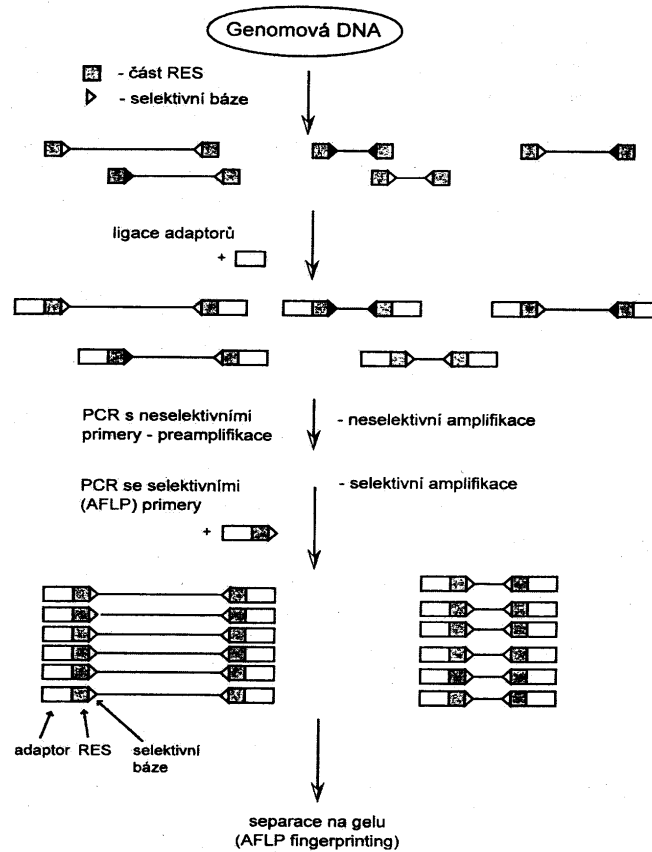 Genomová DNA
- část RES
- selektivní báze
ligace adaptorů
+
PCR s neselektivními
primery - preamplifikace
- neselektivní amplifikace
PCR se selektivními
(AFLP) primery
- selektivní amplifikace
+
adaptor RES selektivní
báze
separace na gelu
(AFLP fingerprinting)